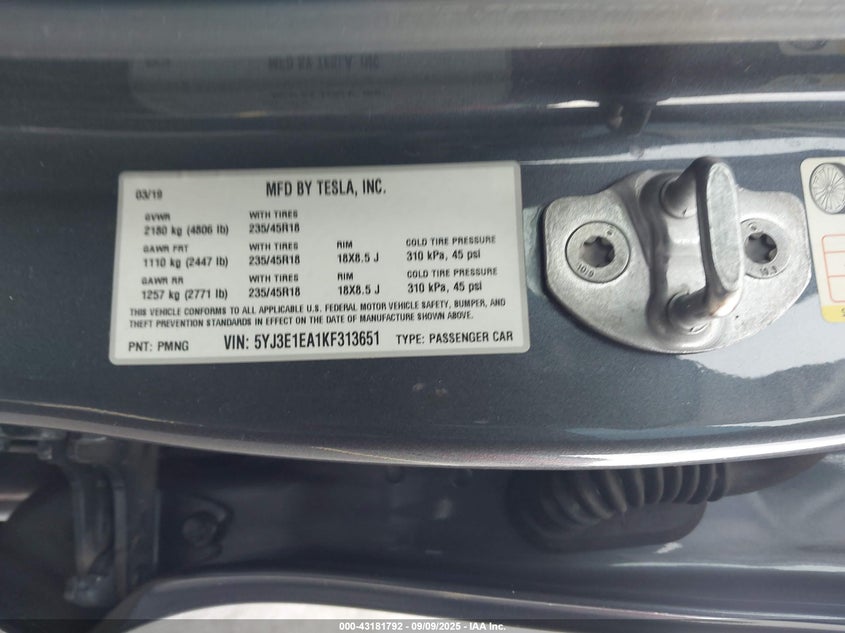 03/19 MFD BY TESLA, INC.
GVWR WITH TIRES
2180 kg (4806 lb) 235/45R18
GAWR FRT WITH TIRES RIM COLD TIRE PRESSURE
1110 kg (2447 lb) 235/45R18 18X8.5 J 310 kPa, 45 psi
GAWR RR WITH TIRES RIM COLD TIRE PRESSURE
1257 kg (2771 lb) 235/45R18 18X8.5 J 310 kPa, 45 psi
THIS VEHICLE CONFORMS TO ALL APPLICABLE U.S. FEDERAL MOTOR VEHICLE SAFETY, BUMPER, AND
THEFT PREVENTION STANDARDS IN EFFECT ON THE DATE OF MANUFACTURE SHOWN ABOVE.
PNT: PMNG VIN: 5YJ3E1EA1KF313651 TYPE: PASSENGER CAR
10.9
000-43181792 - 09/09/2025 - IAA Inc.